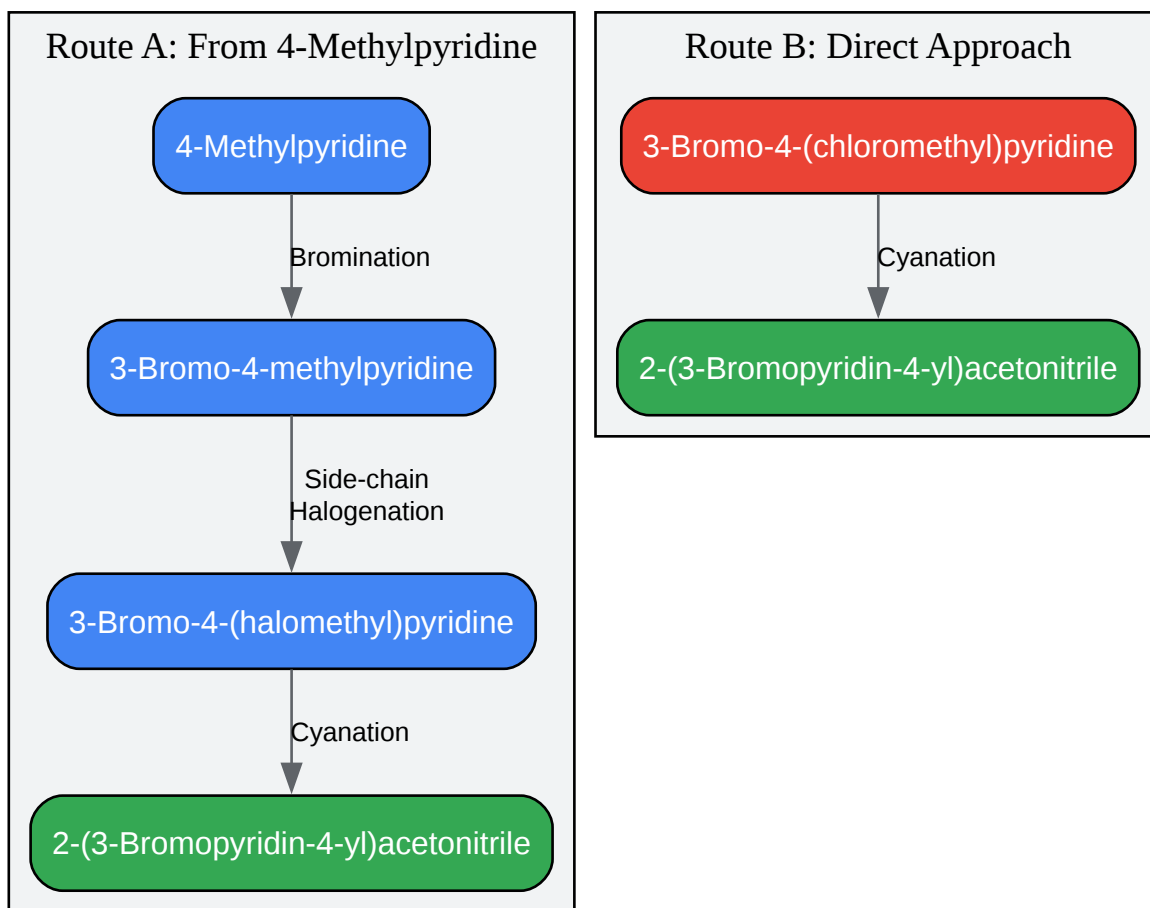 Route A: From 4-Methylpyridine
4-Methylpyridine
Bromination
3-Bromo-4-methylpyridine
Side-chain
Halogenation
3-Bromo-4-(halomethyl)pyridine
Cyanation
2-(3-Bromopyridin-4-yl)acetonitrile
Route B: Direct Approach
3-Bromo-4-(chloromethyl)pyridine
Cyanation
2-(3-Bromopyridin-4-yl)acetonitrile